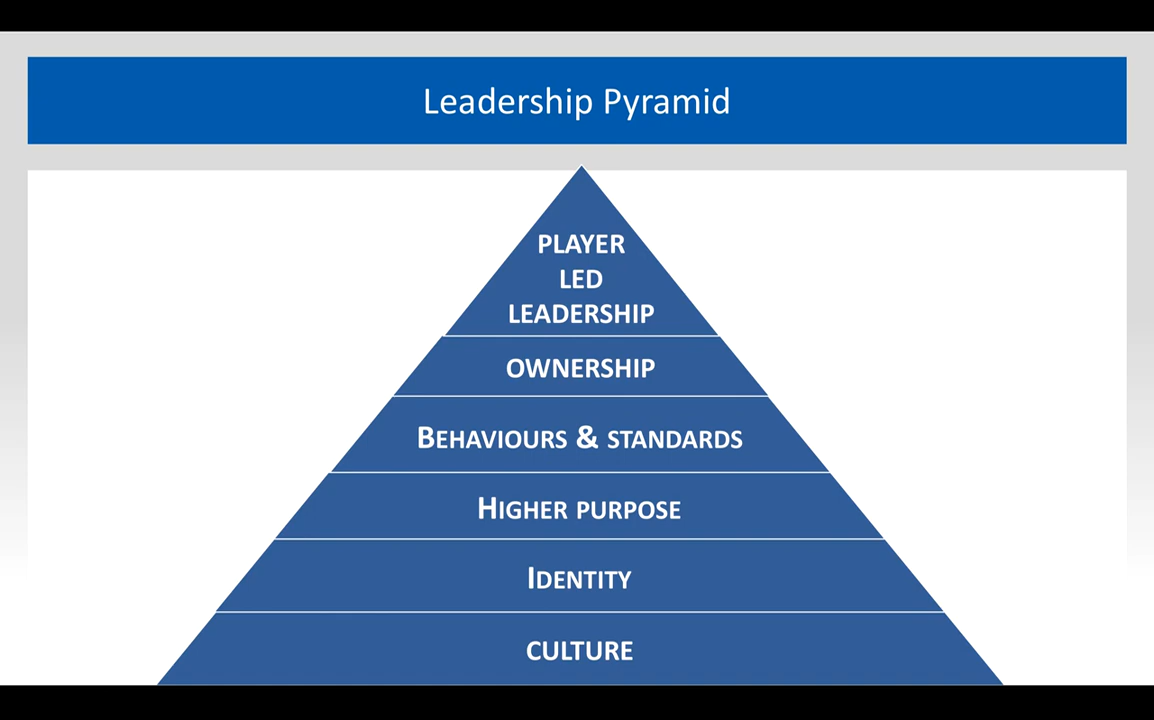 Leadership Pyramid
PLAYER
LED
LEADERSHIP
OWNERSHIP
BEHAVIOURS & STANDARDS
HIGHER PURPOSE
IDENTITY
CULTURE